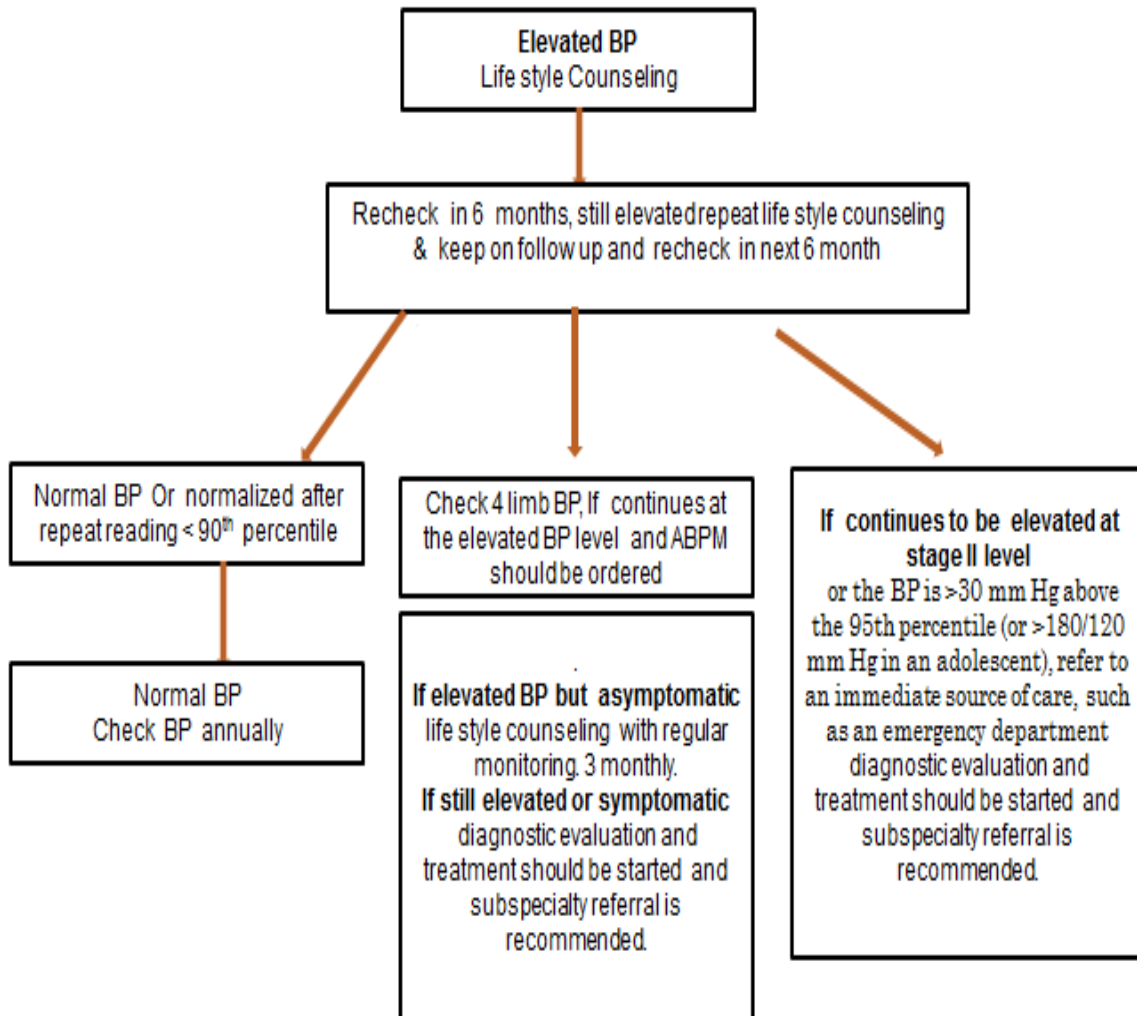 Elevated BP
Life style Counseling
Recheck in 6 months, still elevated repeat life style counseling
& keep on follow up and recheck in next 6 month
Normal BP Or normalized after
repeat reading < 90th percentile
Normal BP
Check BP annually
Check 4 limb BP, If continues at
the elevated BP level and ABPM
should be ordered
.
If elevated BP but asymptomatic
life style counseling with regular
monitoring. 3 monthly.
If still elevated or symptomatic
diagnostic evaluation and
treatment should be started and
subspecialty referral is
recommended.
If continues to be elevated at
stage II level
or the BP is >30 mm Hg above
the 95th percentile (or >180/120
mm Hg in an adolescent), refer to
an immediate source of care, such
as an emergency department
diagnostic evaluation and
treatment should be started and
subspecialty referral is
recommended.